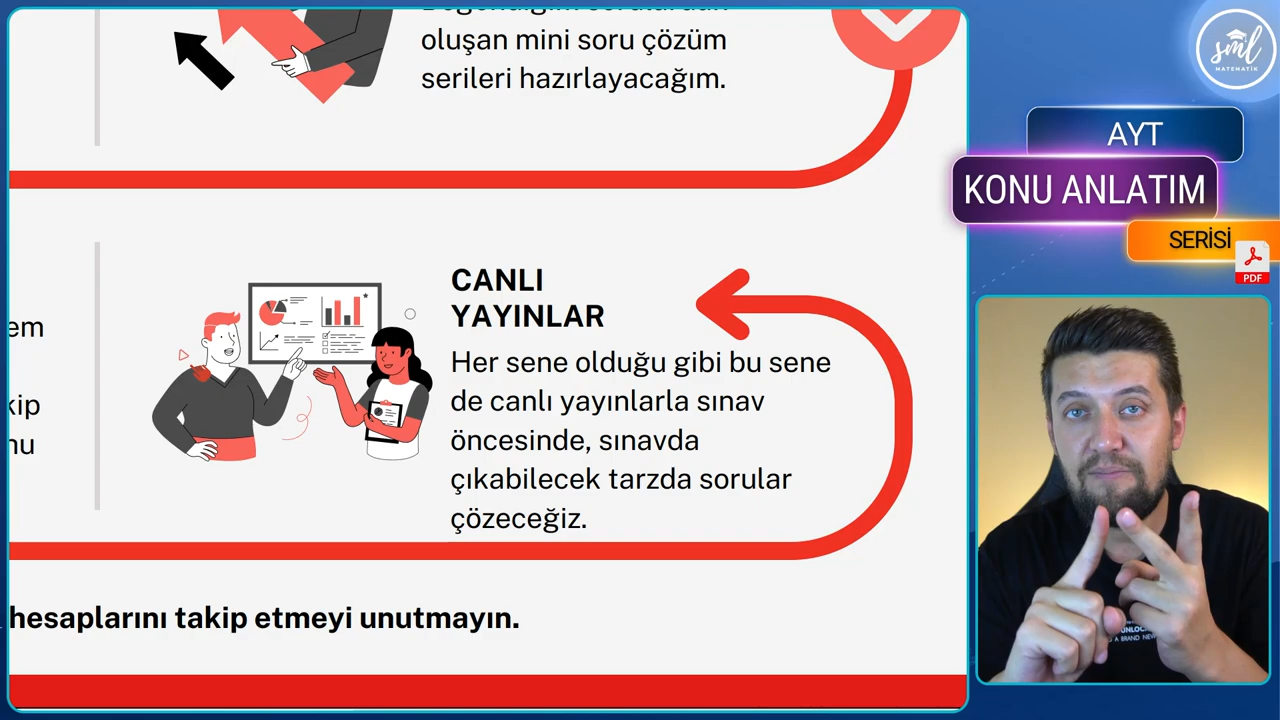 oluşan mini soru çözüm
serileri hazırlayacağım.
em
kip
nu
CANLI
YAYINLAR
Her sene olduğu gibi bu sene
de canlı yayınlarla sınav
öncesinde, sınavda
çıkabilecek tarzda sorular
çözeceğiz.
hesaplarını takip etmeyi unutmayın.
sml
MATEMATİK
AYT
KONU ANLATIM
SERİSİ
PDF
A BRAND NEW